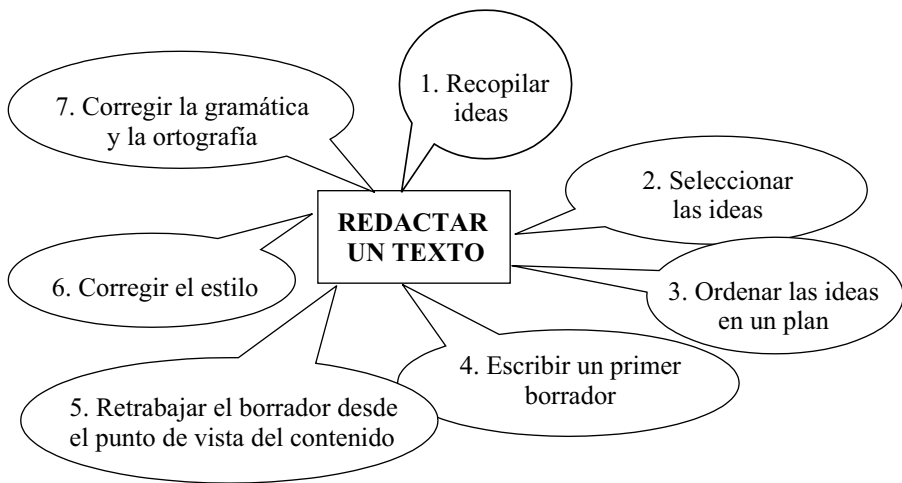 REDACTAR
UN TEXTO
1. Recopilar
ideas
2. Seleccionar
las ideas
3. Ordenar las ideas
en un plan
4. Escribir un primer
borrador
5. Retrabajar el borrador desde
el punto de vista del contenido
6. Corregir el estilo
7. Corregir la gramática
y la ortografía